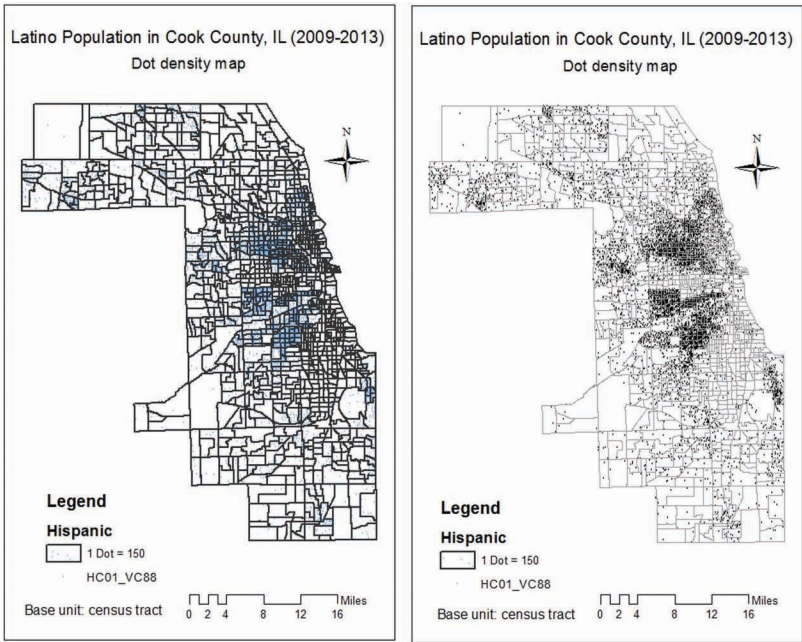 Latino Population in Cook County, IL (2009-2013)
Dot density map
N
Legend
Hispanic
1 Dot = 150
HC01_VC88
Base unit: census tract
Miles
0 2 4 8 12 16
Latino Population in Cook County, IL (2009-2013)
Dot density map
N
Legend
Hispanic
1 Dot = 150
HC01_VC88
Base unit: census tract
Miles
0 2 4 8 12 16